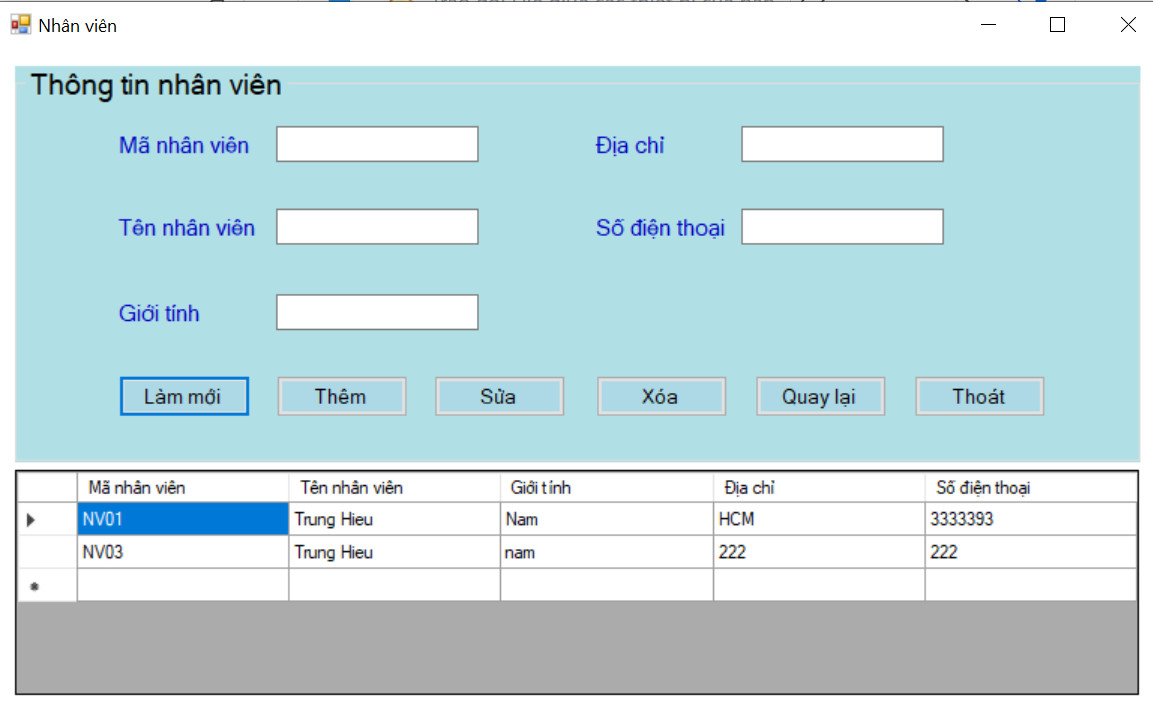 Nhân viên
Thông tin nhân viên
Mã nhân viên Địa chỉ
Tên nhân viên Số điện thoại
Giới tính
Làm mới Thêm Sửa Xóa Quay lại Thoát
Mã nhân viên Tên nhân viên Giới tính Địa chỉ Số điện thoại
NV01 Trung Hieu Nam HCM 3333393
NV03 Trung Hieu nam 222 222